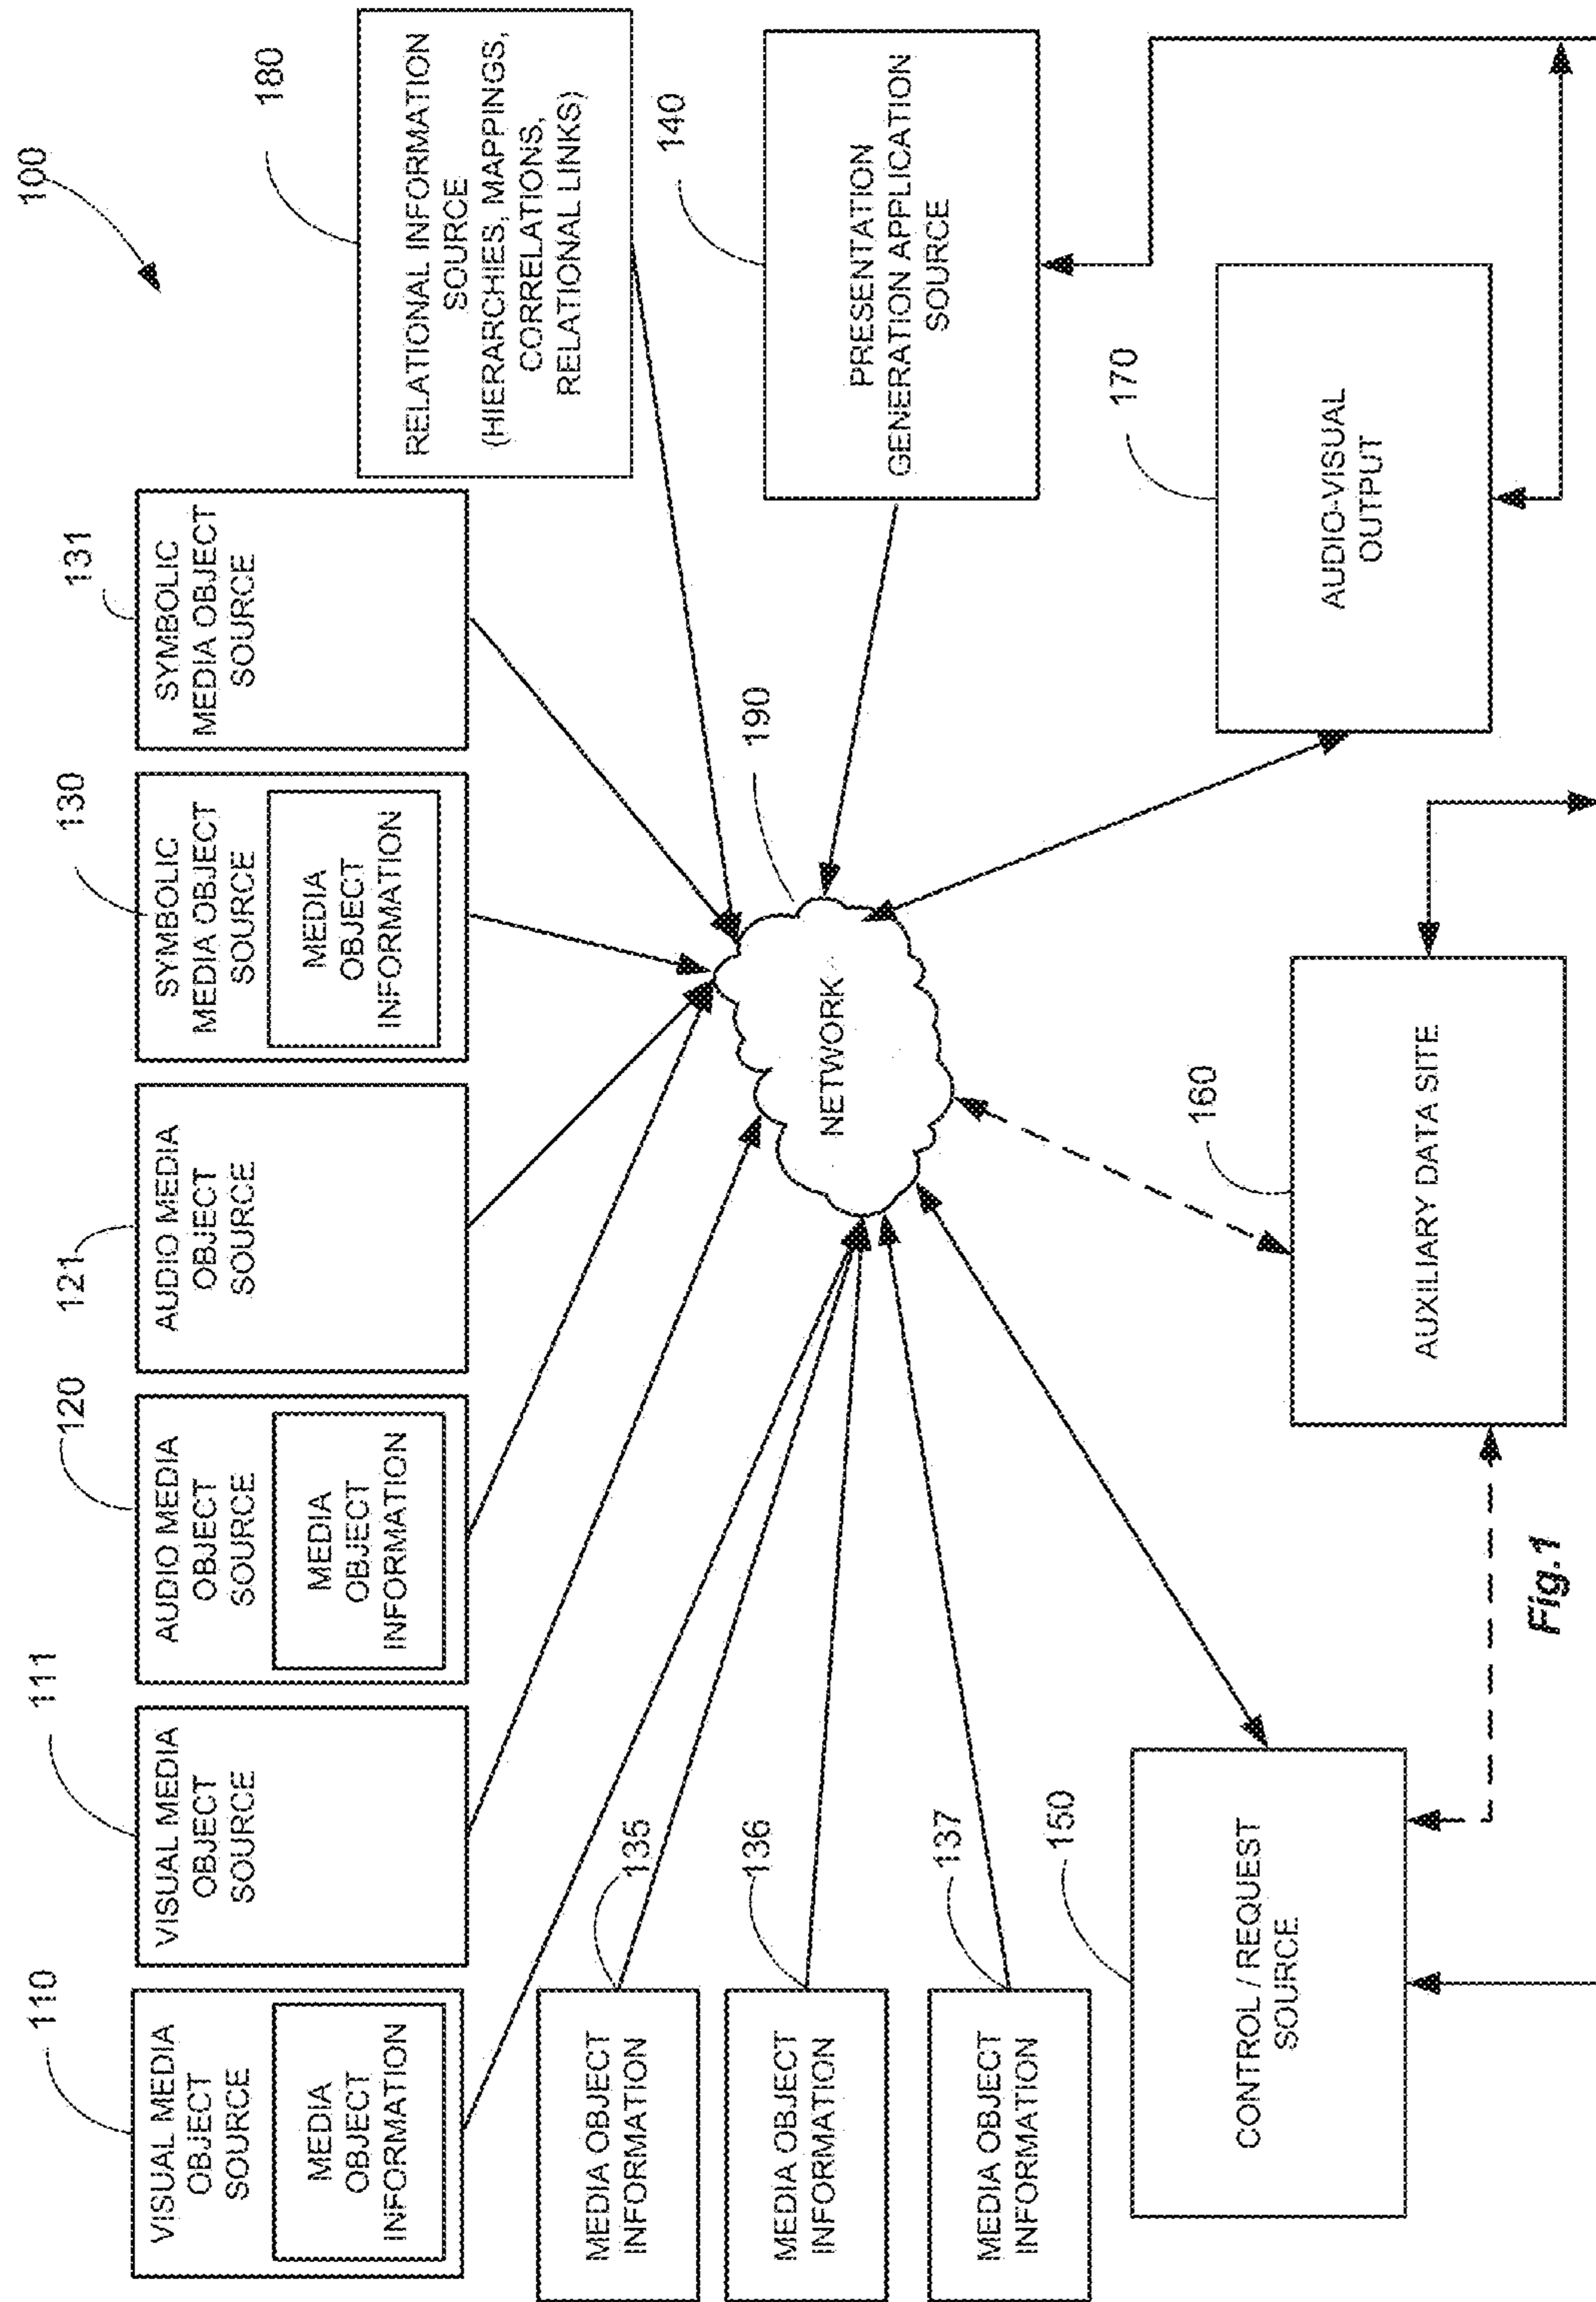 100
110
VISUAL MEDIA
OBJECT
SOURCE
MEDIA
OBJECT
INFORMATION
111
VISUAL MEDIA
OBJECT
SOURCE
120
AUDIO MEDIA
OBJECT
SOURCE
MEDIA
OBJECT
INFORMATION
121
AUDIO MEDIA
OBJECT
SOURCE
130
SYMBOLIC
MEDIA OBJECT
SOURCE
MEDIA
OBJECT
INFORMATION
131
SYMBOLIC
MEDIA OBJECT
SOURCE
180
RELATIONAL INFORMATION
SOURCE
(HIERARCHIES, MAPPINGS,
CORRELATIONS,
RELATIONAL LINKS)
135
MEDIA OBJECT
INFORMATION
136
MEDIA OBJECT
INFORMATION
137
MEDIA OBJECT
INFORMATION
190
NETWORK
140
PRESENTATION
GENERATION APPLICATION
SOURCE
150
CONTROL / REQUEST
SOURCE
160
AUXILIARY DATA SITE
170
AUDIO-VISUAL
OUTPUT
Fig.1